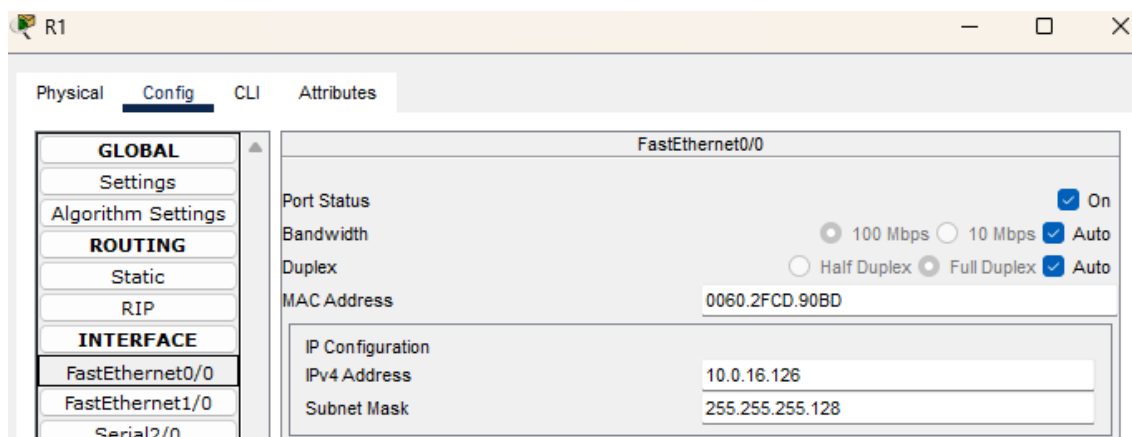 R1
Physical Config CLI Attributes
GLOBAL
Settings
Algorithm Settings
ROUTING
Static
RIP
INTERFACE
FastEthernet0/0
FastEthernet1/0
Serial2/0
FastEthernet0/0
Port Status On
Bandwidth 100 Mbps 10 Mbps Auto
Duplex Half Duplex Full Duplex Auto
MAC Address 0060.2FCD.90BD
IP Configuration
IPv4 Address 10.0.16.126
Subnet Mask 255.255.255.128